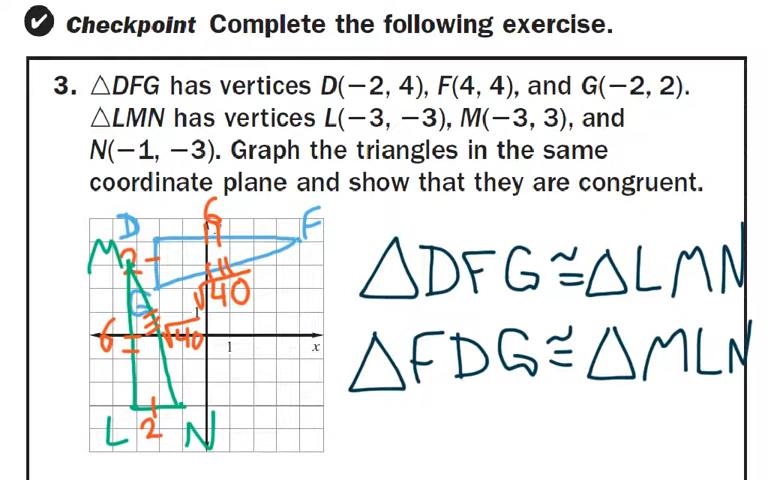 ✓ Checkpoint Complete the following exercise.
3. △DFG has vertices D(−2, 4), F(4, 4), and G(−2, 2).
△LMN has vertices L(−3, −3), M(−3, 3), and
N(−1, −3). Graph the triangles in the same
coordinate plane and show that they are congruent.
D 6 F
M 2
G √40
1
6 √40 1 x
L 2 N
△DFG ≅ △LMN
△FDG ≅ △MLN